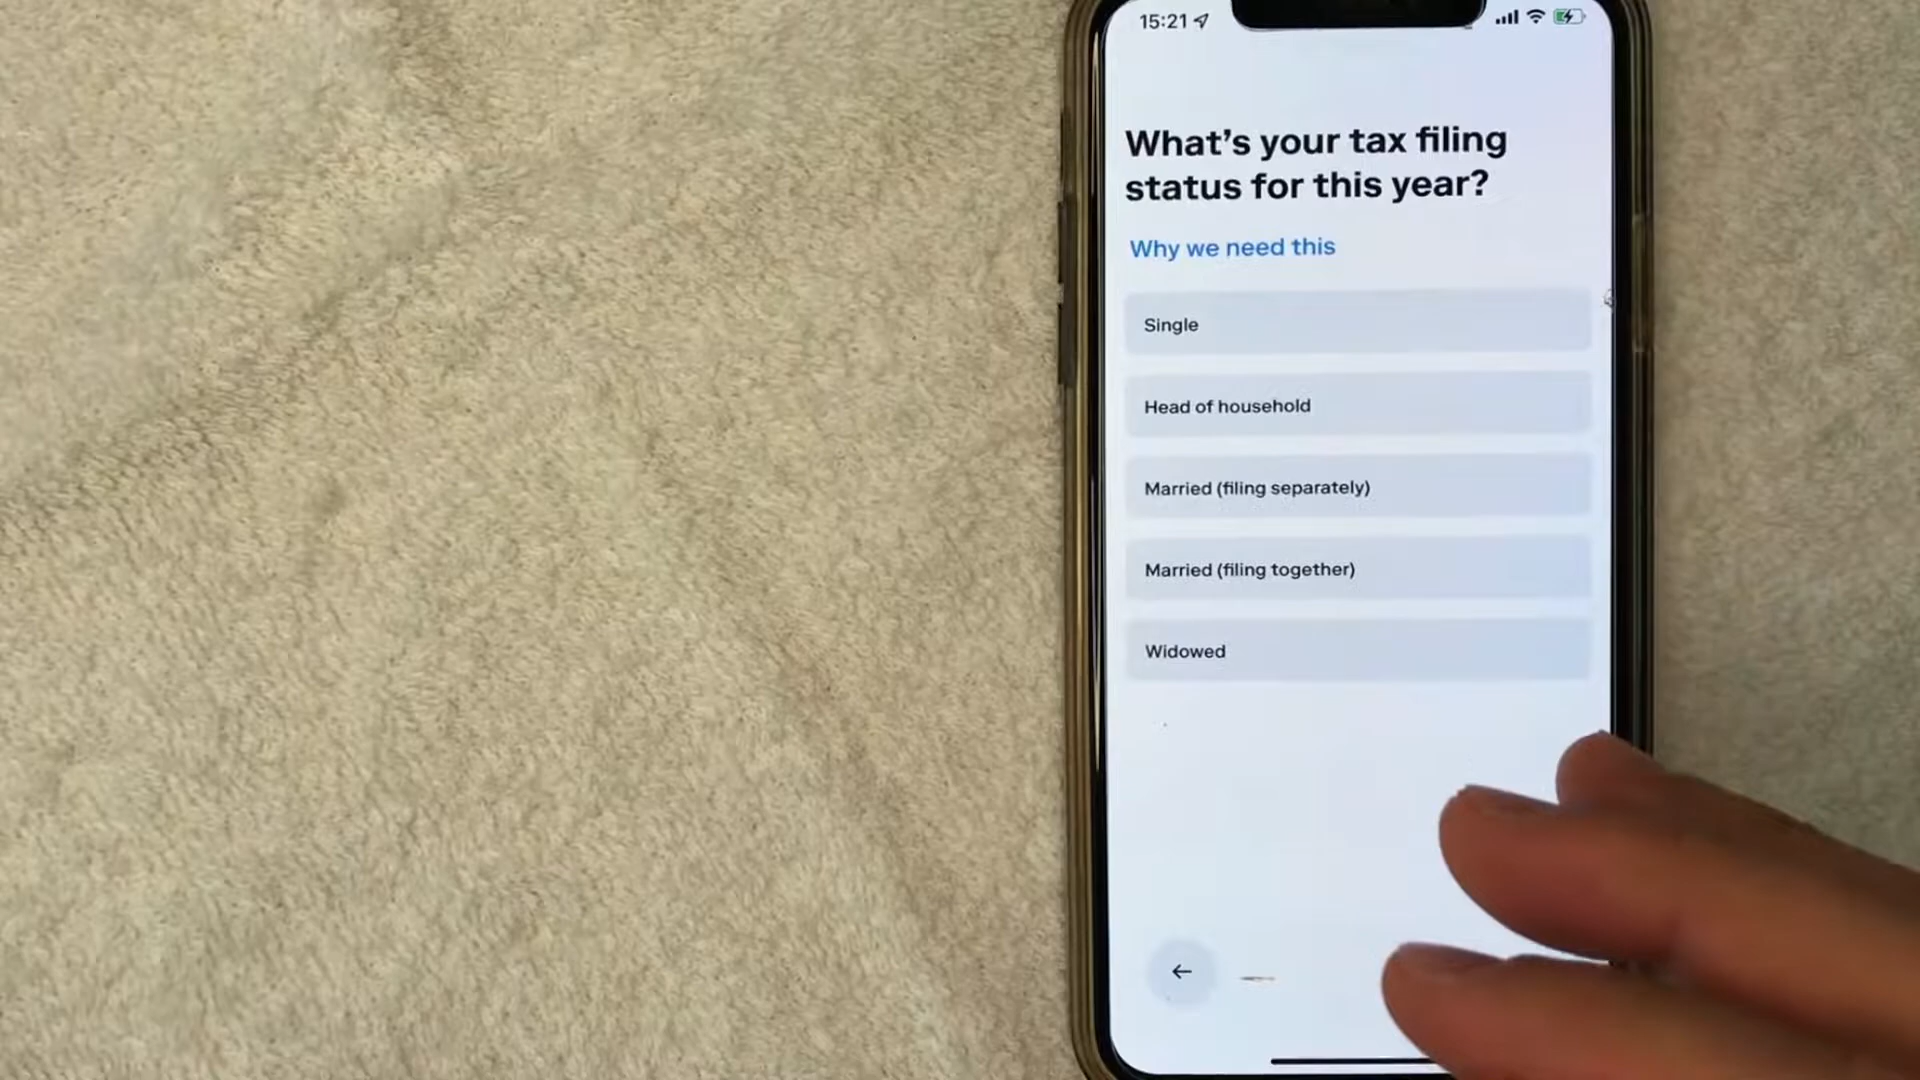 15:21
What's your tax filing
status for this year?
Why we need this
Single
Head of household
Married (filing separately)
Married (filing together)
Widowed